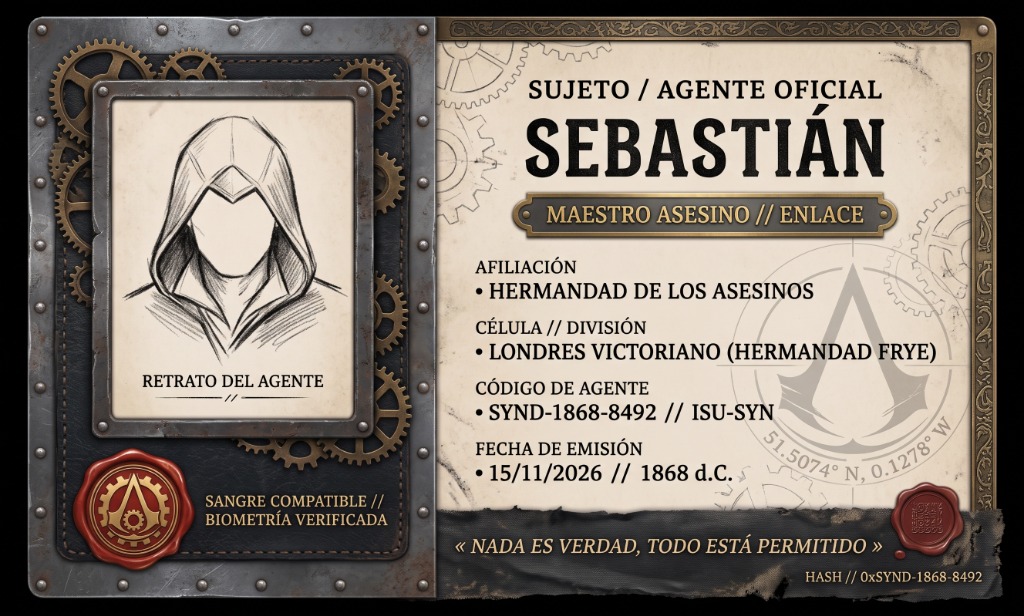 RETRATO DEL AGENTE
//
SANGRE COMPATIBLE //
BIOMETRÍA VERIFICADA
SUJETO / AGENTE OFICIAL
SEBASTIÁN
MAESTRO ASESINO // ENLACE
AFILIACIÓN
• HERMANDAD DE LOS ASESINOS
CÉLULA // DIVISIÓN
• LONDRES VICTORIANO (HERMANDAD FRYE)
CÓDIGO DE AGENTE
• SYND-1868-8492 // ISU-SYN
FECHA DE EMISIÓN
• 15/11/2026 // 1868 d.C.
51.5074° N, 0.1278° W
« NADA ES VERDAD, TODO ESTÁ PERMITIDO »
HASH // 0xSYND-1868-8492